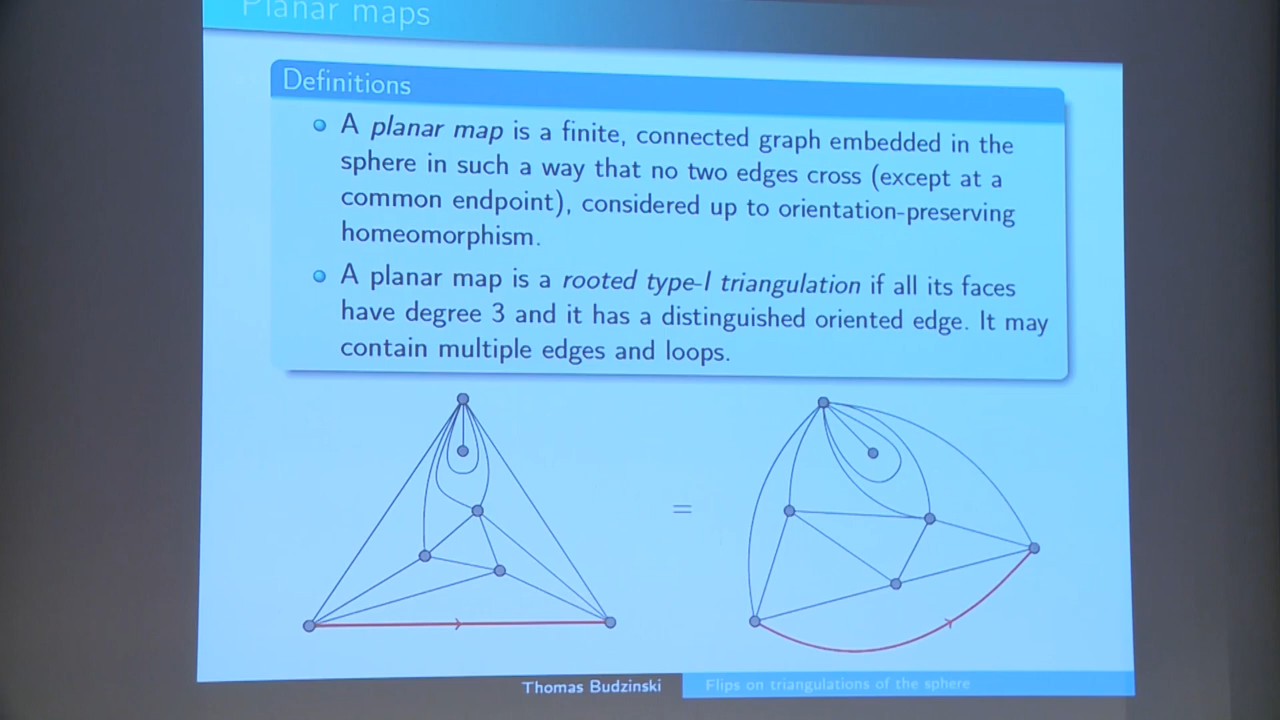 Planar maps
Definitions
A planar map is a finite, connected graph embedded in the
sphere in such a way that no two edges cross (except at a
common endpoint), considered up to orientation-preserving
homeomorphism.
A planar map is a rooted type-I triangulation if all its faces
have degree 3 and it has a distinguished oriented edge. It may
contain multiple edges and loops.
=
Thomas Budzinski
Flips on triangulations of the sphere